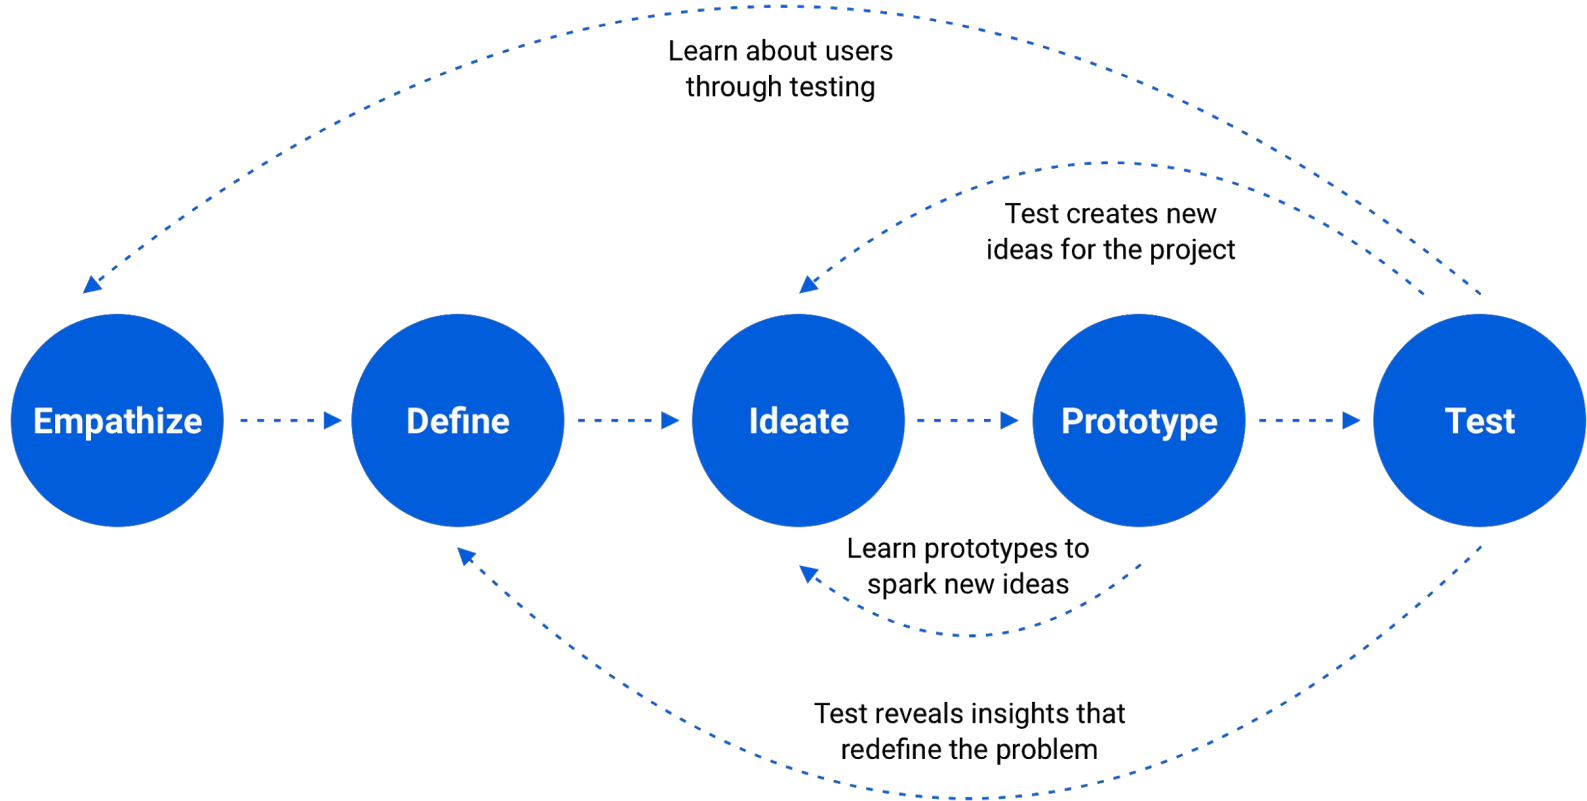 Learn about users
through testing
Test creates new
ideas for the project
Empathize
Define
Ideate
Prototype
Test
Learn prototypes to
spark new ideas
Test reveals insights that
redefine the problem